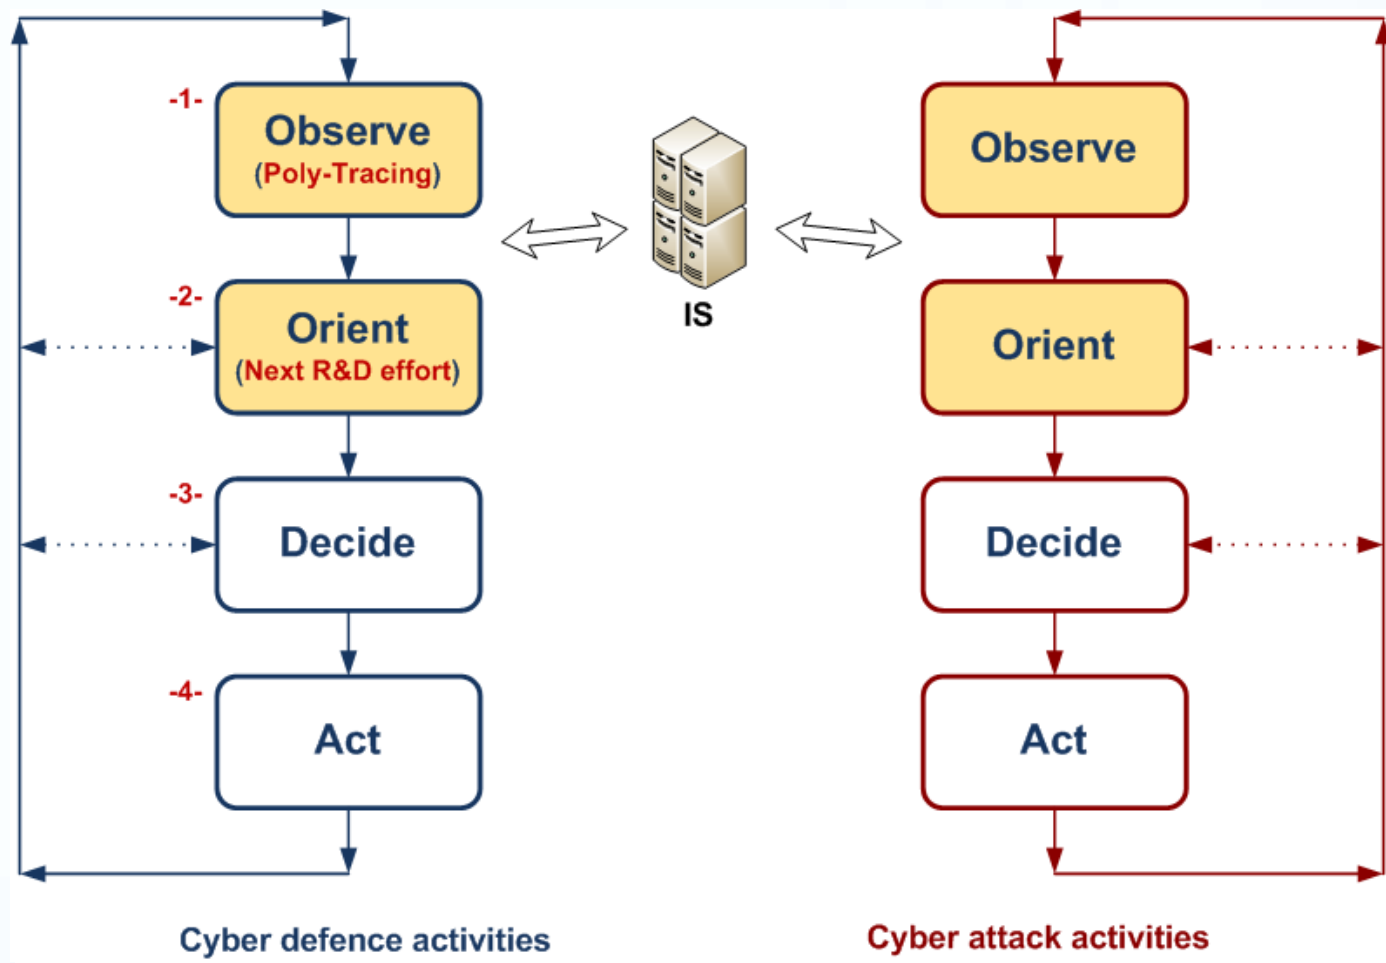 -1-
Observe
(Poly-Tracing)
-2-
Orient
(Next R&D effort)
-3-
Decide
-4-
Act
Cyber defence activities
IS
Observe
Orient
Decide
Act
Cyber attack activities